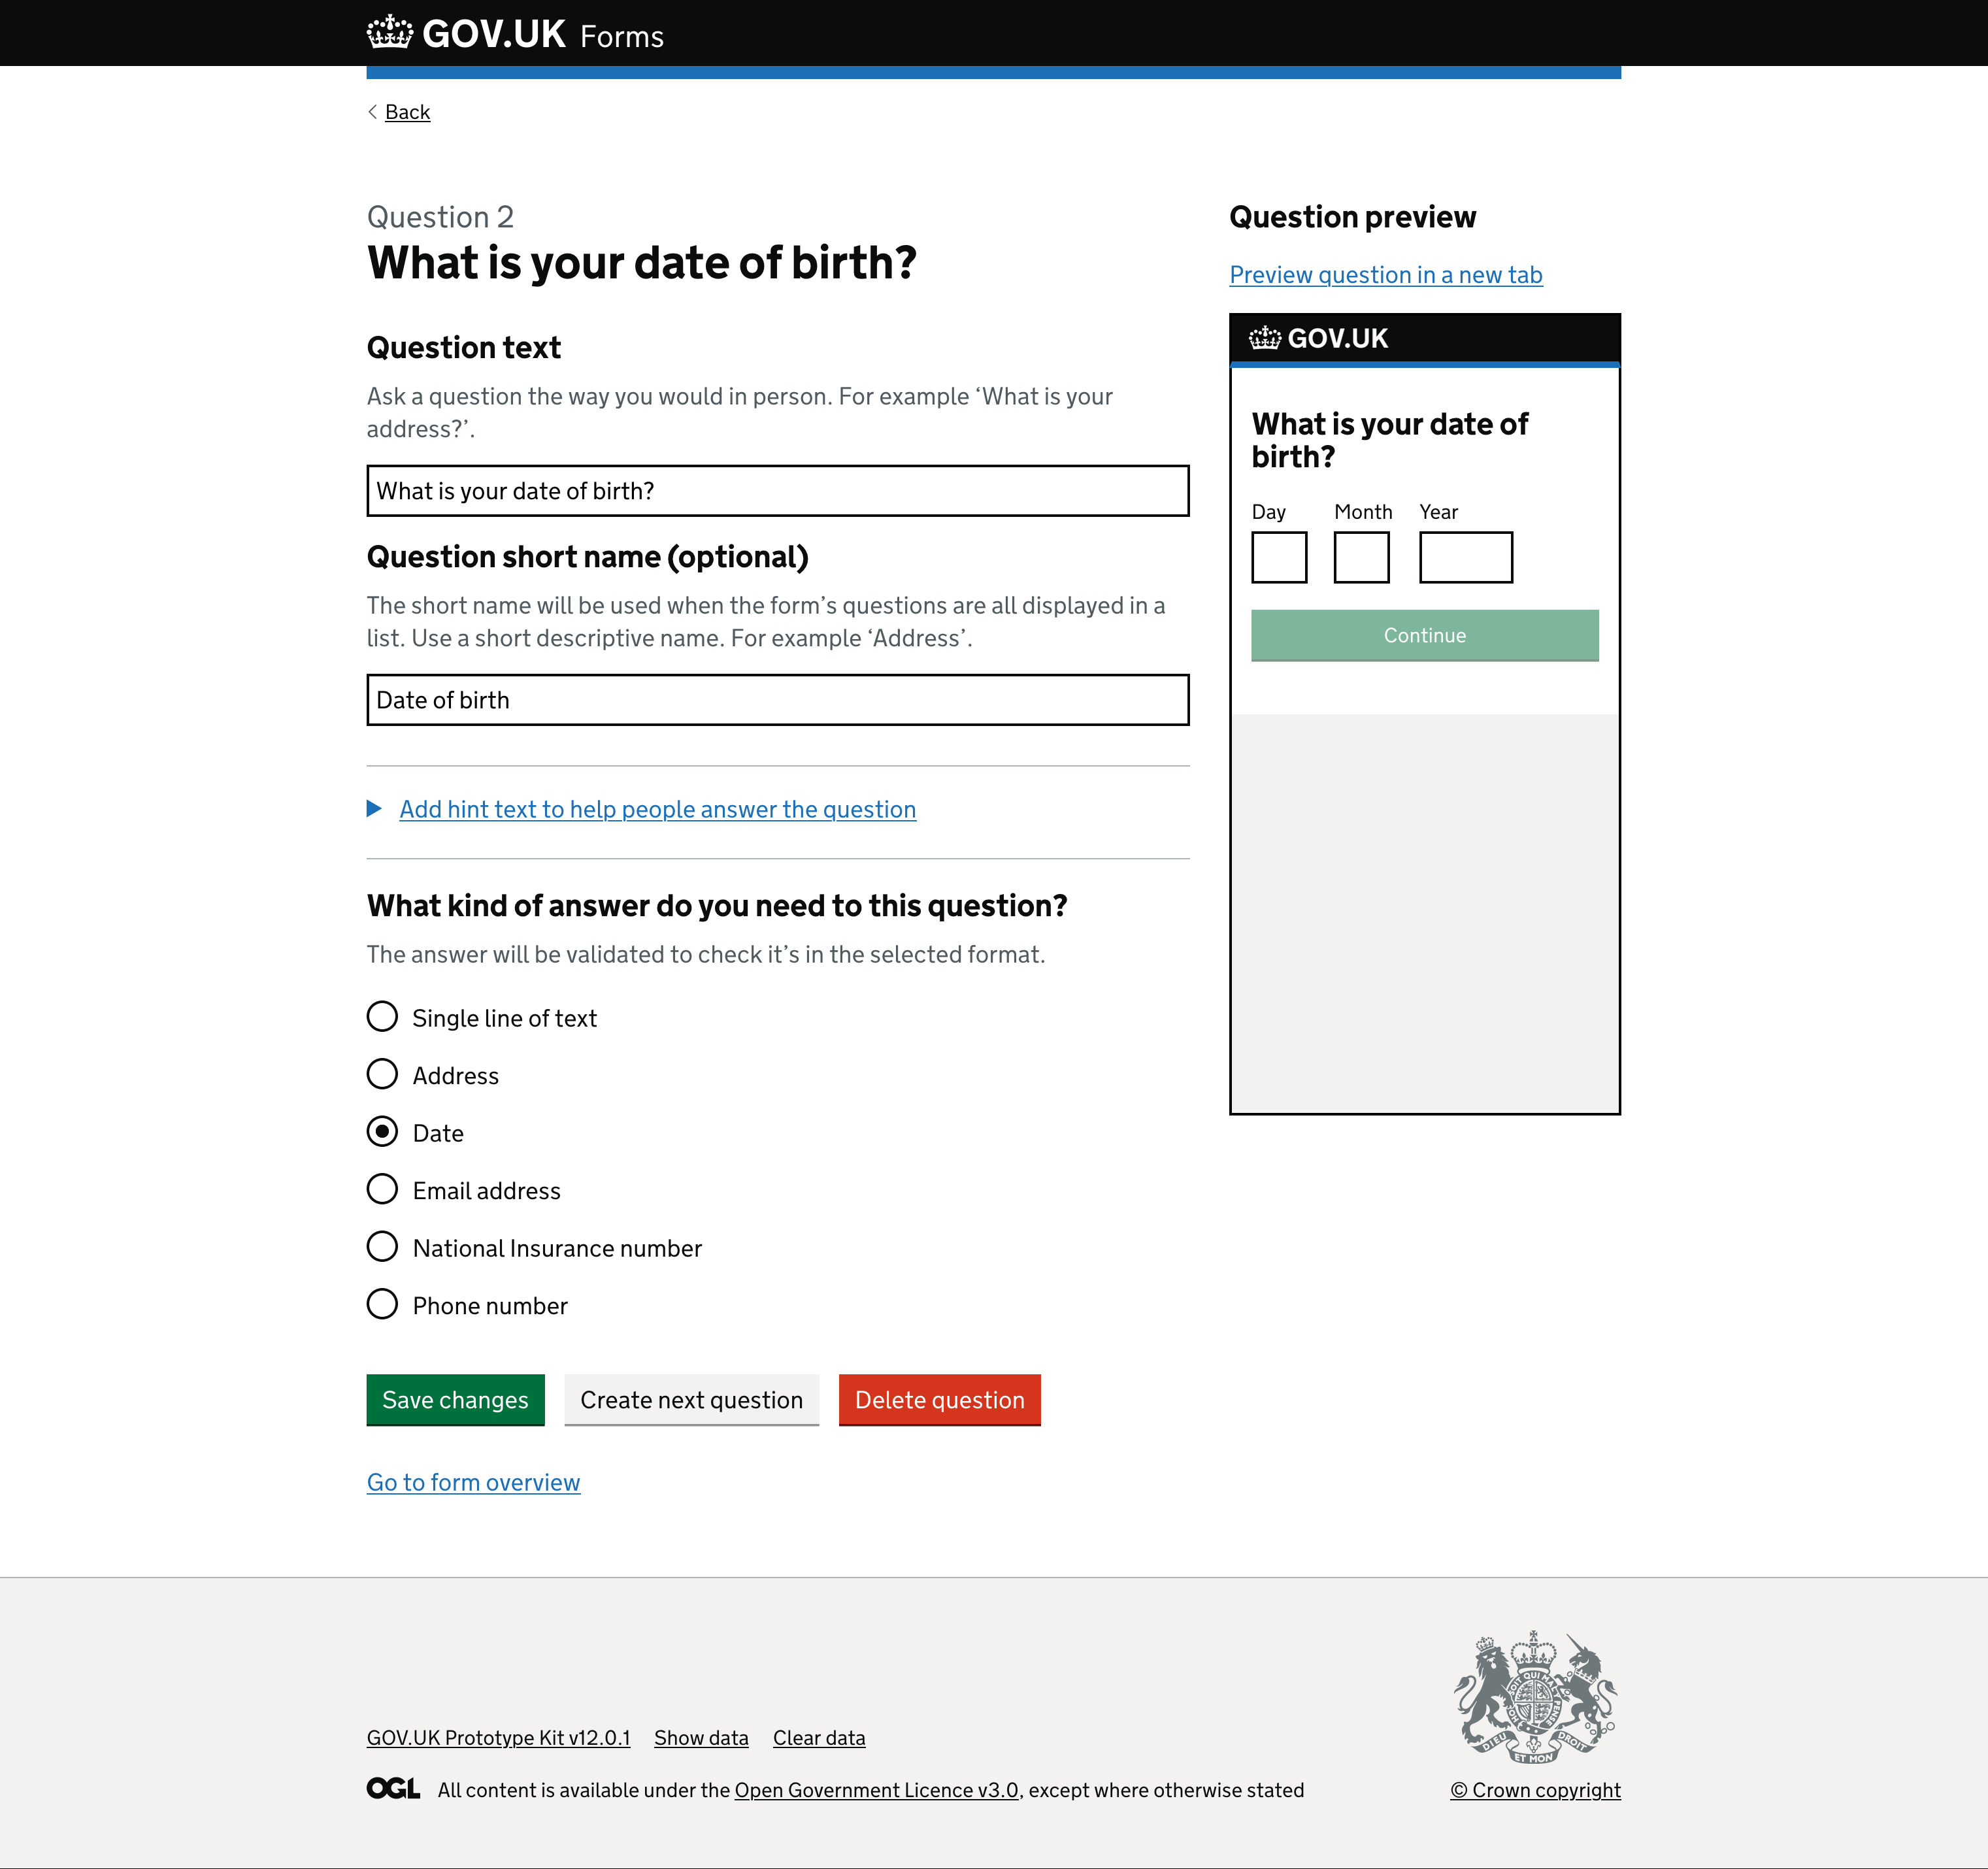 GOV.UK Forms
Back
Question 2
What is your date of birth?
Question text
Ask a question the way you would in person. For example ‘What is your
address?’.
What is your date of birth?
Question short name (optional)
The short name will be used when the form’s questions are all displayed in a
list. Use a short descriptive name. For example ‘Address’.
Date of birth
Add hint text to help people answer the question
What kind of answer do you need to this question?
The answer will be validated to check it’s in the selected format.
Single line of text
Address
Date
Email address
National Insurance number
Phone number
Save changes Create next question Delete question
Go to form overview
Question preview
Preview question in a new tab
GOV.UK
What is your date of
birth?
Day Month Year
Continue
GOV.UK Prototype Kit v12.0.1 Show data Clear data
OGL All content is available under the Open Government Licence v3.0, except where otherwise stated
DIEU ET MON DROIT
© Crown copyright